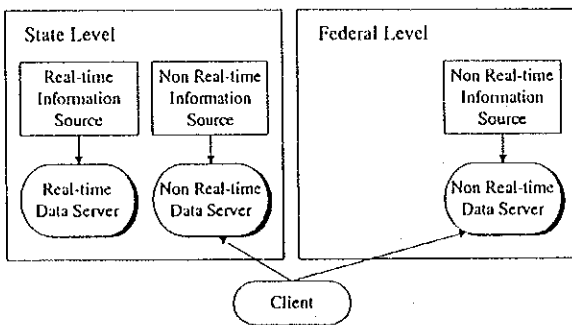 State Level
Federal Level
Real-time
Information
Source
Non Real-time
Information
Source
Non Real-time
Information
Source
Real-time
Data Server
Non Real-time
Data Server
Non Real-time
Data Server
Client